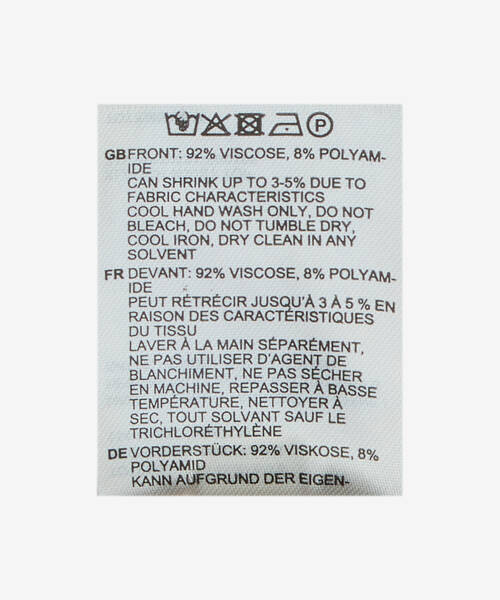 P
GB FRONT: 92% VISCOSE, 8% POLYAM-
IDE
CAN SHRINK UP TO 3-5% DUE TO
FABRIC CHARACTERISTICS
COOL HAND WASH ONLY, DO NOT
BLEACH, DO NOT TUMBLE DRY,
COOL IRON, DRY CLEAN IN ANY
SOLVENT
FR DEVANT: 92% VISCOSE, 8% POLYAM-
IDE
PEUT RÉTRÉCIR JUSQU'À 3 À 5 % EN
RAISON DES CARACTÉRISTIQUES
DU TISSU
LAVER À LA MAIN SÉPARÉMENT,
NE PAS UTILISER D'AGENT DE
BLANCHIMENT, NE PAS SÉCHER
EN MACHINE, REPASSER À BASSE
TEMPÉRATURE, NETTOYER À
SEC, TOUT SOLVANT SAUF LE
TRICHLORÉTHYLÈNE
DE VORDERSTÜCK: 92% VISKOSE, 8%
POLYAMID
KANN AUFGRUND DER EIGEN-